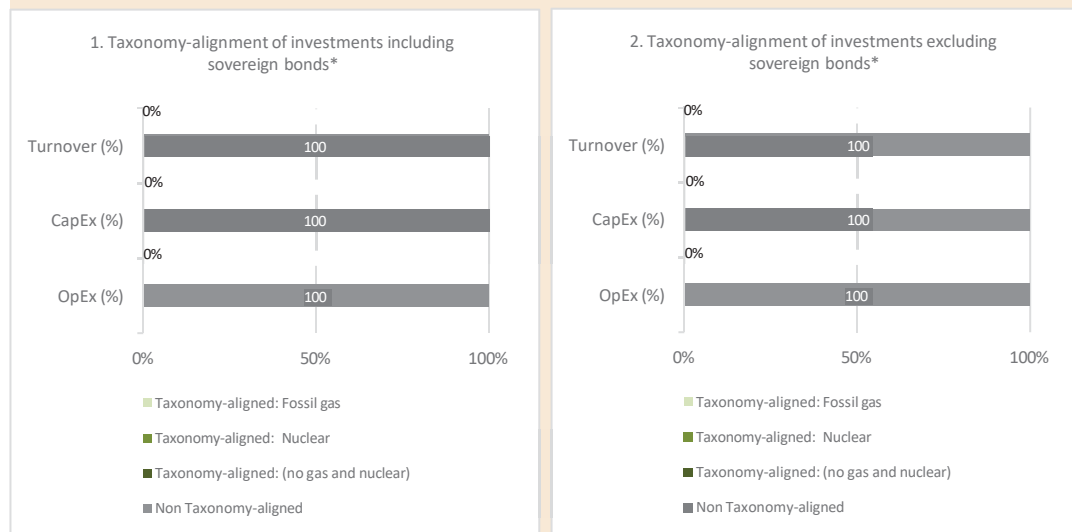 1. Taxonomy-alignment of investments including
sovereign bonds*
0%
Turnover (%)
100
0%
CapEx (%)
100
0%
OpEx (%)
100
0%
50%
100%
Taxonomy-aligned: Fossil gas
Taxonomy-aligned: Nuclear
Taxonomy-aligned: (no gas and nuclear)
Non Taxonomy-aligned
2. Taxonomy-alignment of investments excluding
sovereign bonds*
0%
Turnover (%)
100
0%
CapEx (%)
100
0%
OpEx (%)
100
0%
50%
100%
Taxonomy-aligned: Fossil gas
Taxonomy-aligned: Nuclear
Taxonomy-aligned: (no gas and nuclear)
Non Taxonomy-aligned